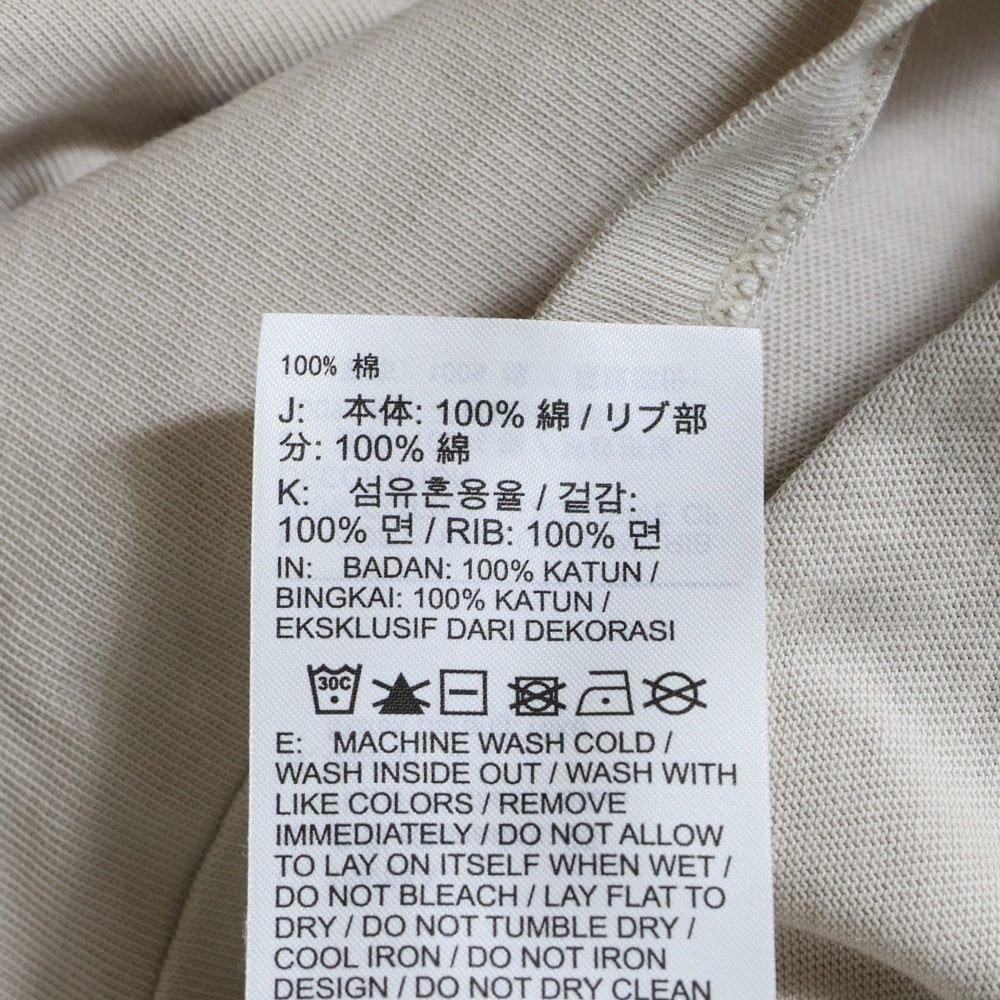 100% 棉
J: 本体: 100% 綿 / リブ部
分: 100% 綿
K: 섬유혼용율 / 겉감:
100% 면 / RIB: 100% 면
IN: BADAN: 100% KATUN /
BINGKAI: 100% KATUN /
EKSKLUSIF DARI DEKORASI
30C
E: MACHINE WASH COLD /
WASH INSIDE OUT / WASH WITH
LIKE COLORS / REMOVE
IMMEDIATELY / DO NOT ALLOW
TO LAY ON ITSELF WHEN WET /
DO NOT BLEACH / LAY FLAT TO
DRY / DO NOT TUMBLE DRY /
COOL IRON / DO NOT IRON
DESIGN / DO NOT DRY CLEAN